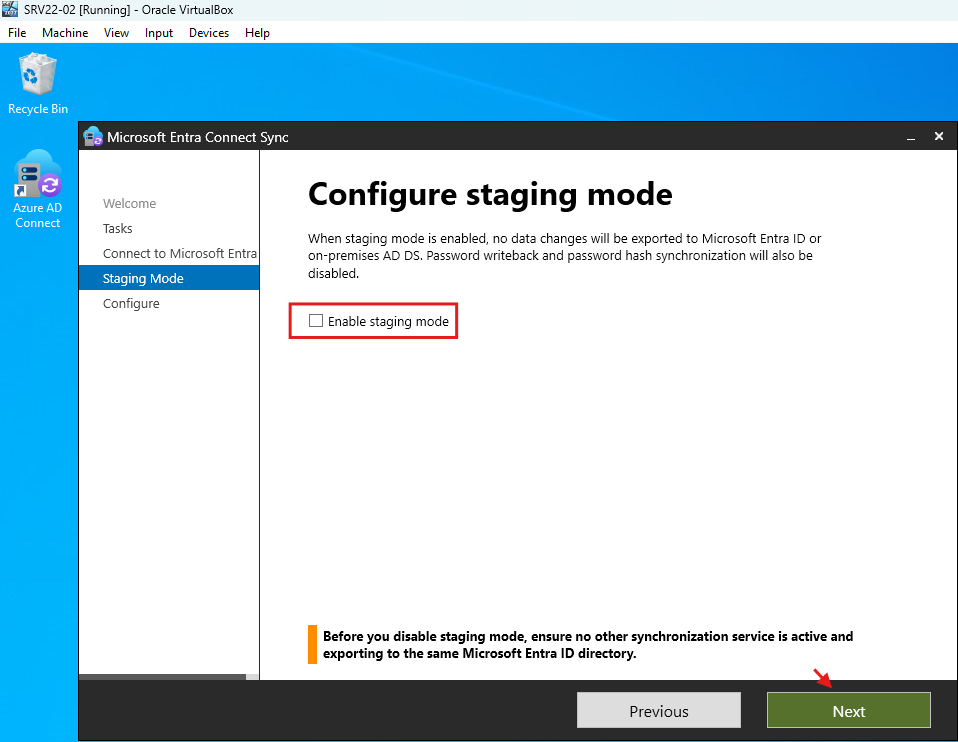 SRV22-02 [Running] - Oracle VirtualBox
File Machine View Input Devices Help
Recycle Bin
Azure AD
Connect
Microsoft Entra Connect Sync
Welcome
Tasks
Connect to Microsoft Entra
Staging Mode
Configure
Configure staging mode
When staging mode is enabled, no data changes will be exported to Microsoft Entra ID or
on-premises AD DS. Password writeback and password hash synchronization will also be
disabled.
Enable staging mode
Before you disable staging mode, ensure no other synchronization service is active and
exporting to the same Microsoft Entra ID directory.
Previous
Next